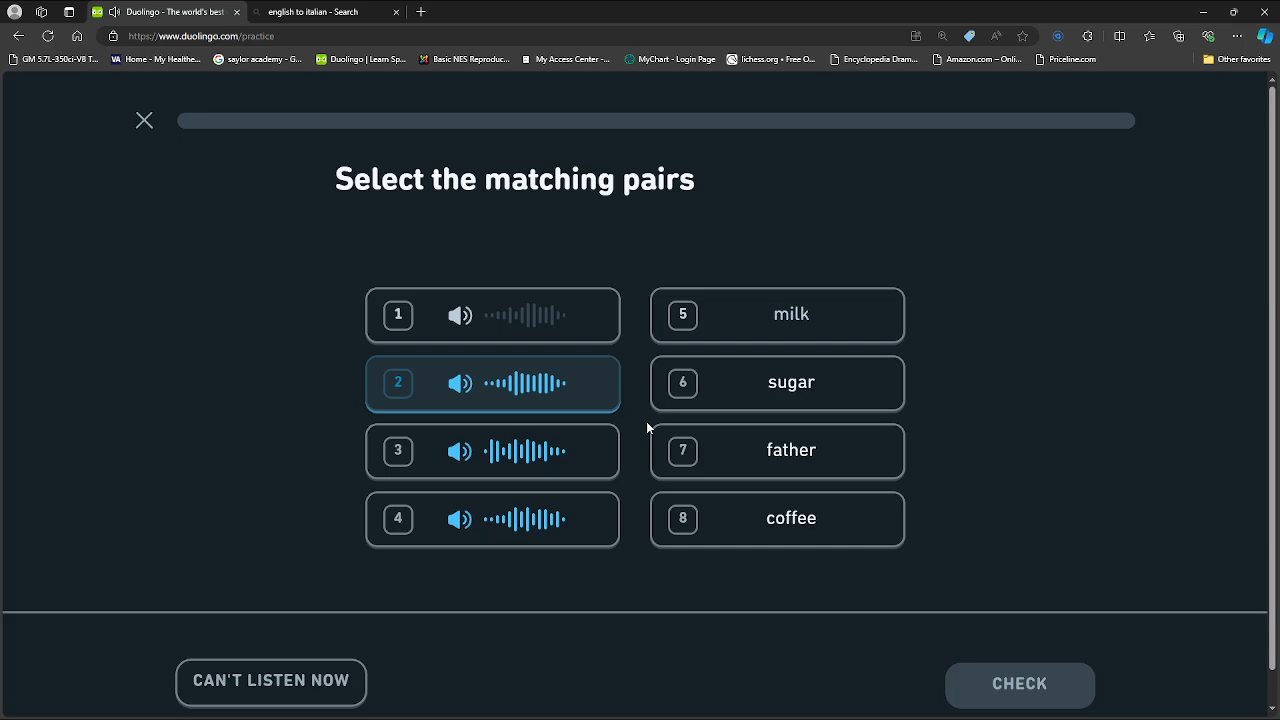 Duolingo - The world's best
english to italian - Search
https://www.duolingo.com/practice
GM 5.7L-350ci-V8 T...
Home - My Healthe...
saylor academy - G...
Duolingo | Learn Sp...
Basic NES Reproduc...
My Access Center -...
MyChart - Login Page
lichess.org • Free O...
Encyclopedia Dram...
Amazon.com – Onli...
Priceline.com
Other favorites
Select the matching pairs
1
5 milk
2
6 sugar
3
7 father
4
8 coffee
CAN'T LISTEN NOW
CHECK